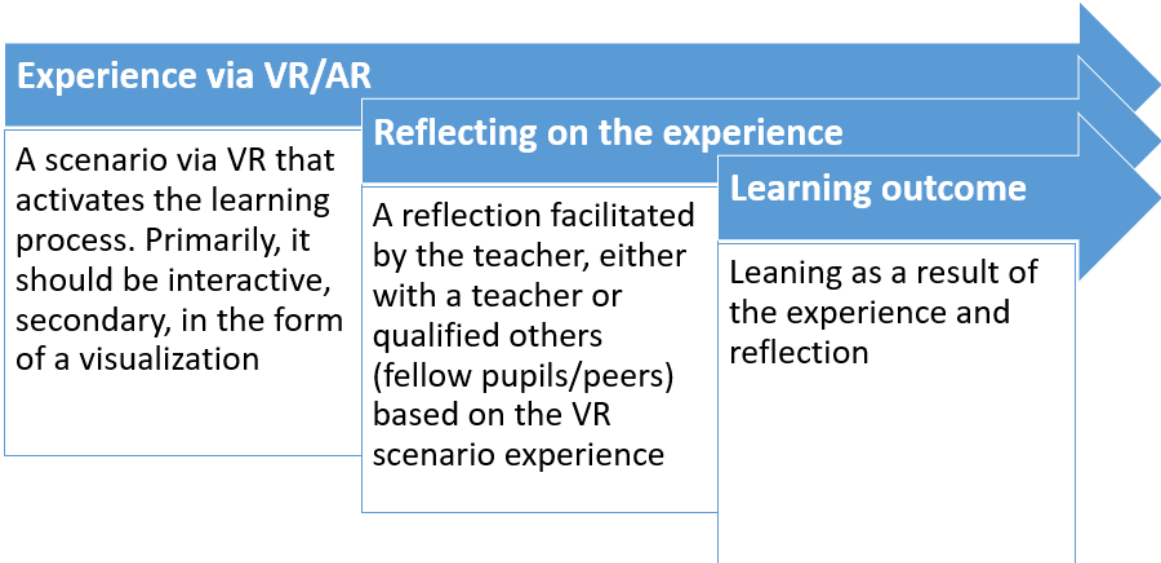 Experience via VR/AR
A scenario via VR that
activates the learning
process. Primarily, it
should be interactive,
secondary, in the form
of a visualization
Reflecting on the experience
A reflection facilitated
by the teacher, either
with a teacher or
qualified others
(fellow pupils/peers)
based on the VR
scenario experience
Learning outcome
Leaning as a result of
the experience and
reflection